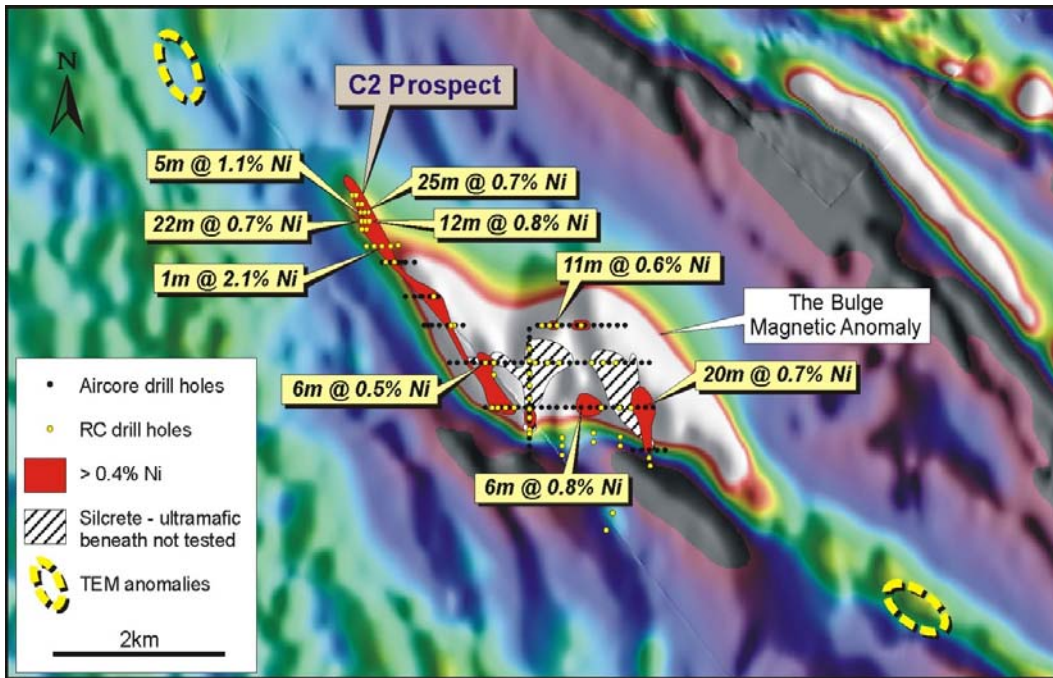 N
C2 Prospect
5m @ 1.1% Ni
25m @ 0.7% Ni
22m @ 0.7% Ni
12m @ 0.8% Ni
1m @ 2.1% Ni
11m @ 0.6% Ni
The Bulge
Magnetic Anomaly
6m @ 0.5% Ni
20m @ 0.7% Ni
6m @ 0.8% Ni
Aircore drill holes
RC drill holes
> 0.4% Ni
Silcrete - ultramafic
beneath not tested
TEM anomalies
2km